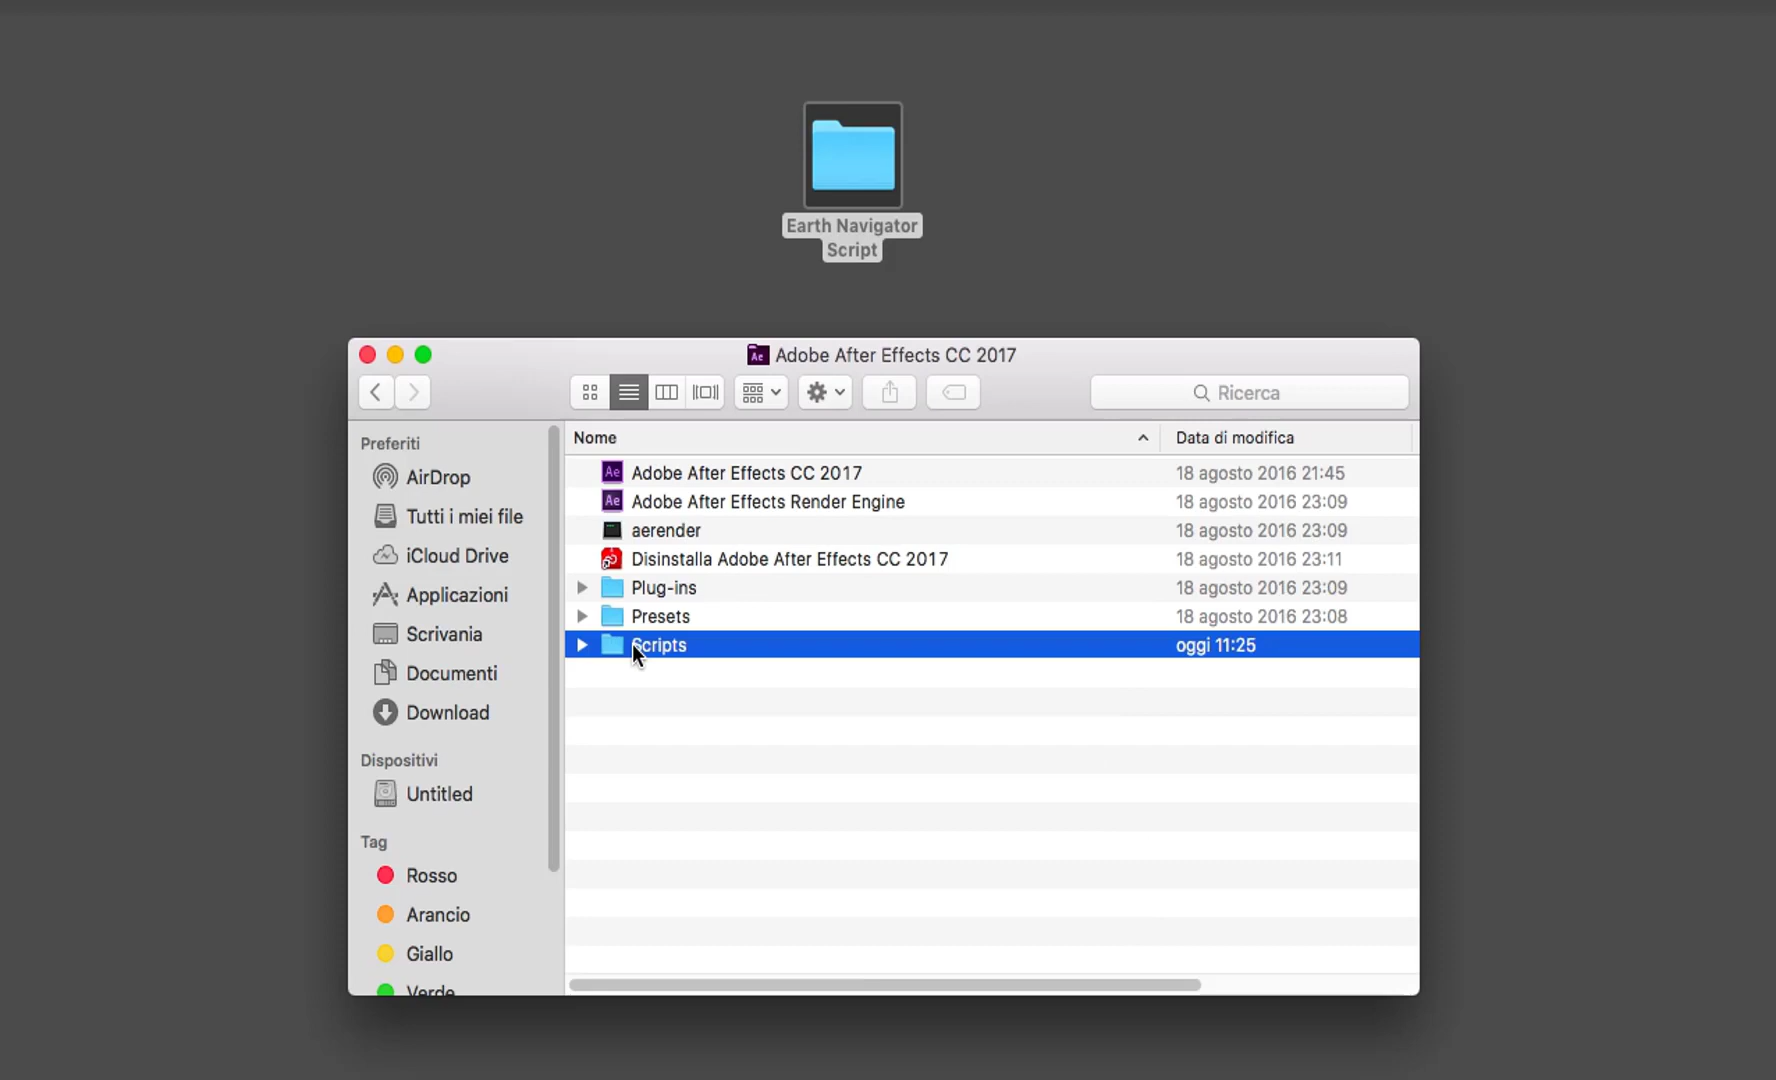 Earth Navigator
Script
Adobe After Effects CC 2017
Ricerca
Preferiti
AirDrop
Tutti i miei file
iCloud Drive
Applicazioni
Scrivania
Documenti
Download
Dispositivi
Untitled
Tag
Rosso
Arancio
Giallo
Verde
Nome Data di modifica
Ae Adobe After Effects CC 2017 18 agosto 2016 21:45
Ae Adobe After Effects Render Engine 18 agosto 2016 23:09
aerender 18 agosto 2016 23:09
Disinstalla Adobe After Effects CC 2017 18 agosto 2016 23:11
Plug-ins 18 agosto 2016 23:09
Presets 18 agosto 2016 23:08
Scripts oggi 11:25